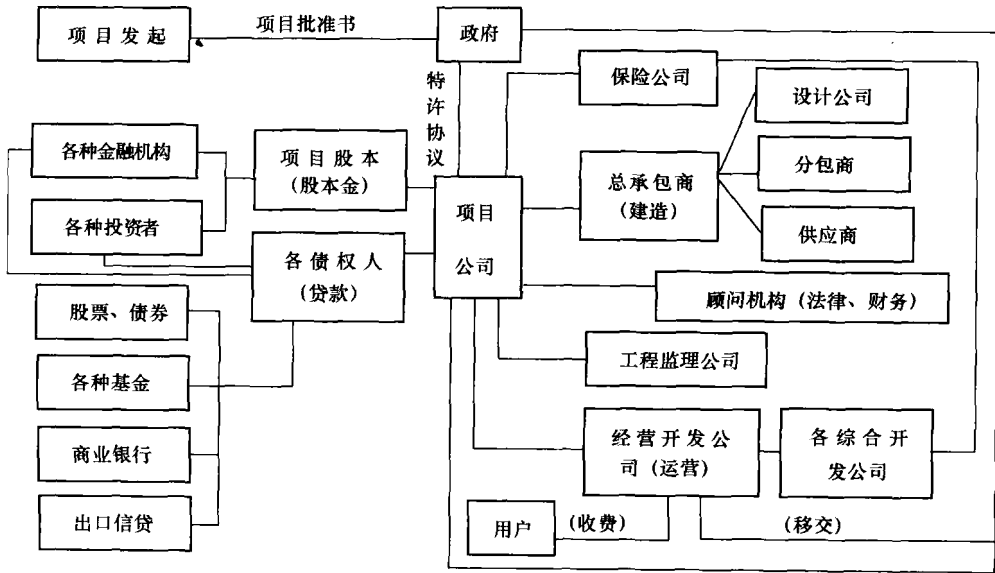 项目发起
项目批准书
政府
特许协议
保险公司
设计公司
各种金融机构
项目股本
（股本金）
总承包商
（建造）
分包商
各种投资者
项目
公司
供应商
各债权人
（贷款）
顾问机构（法律、财务）
股票、债券
工程监理公司
各种基金
经营开发公
司（运营）
各综合开
发公司
商业银行
出口信贷
用户
（收费）
（移交）